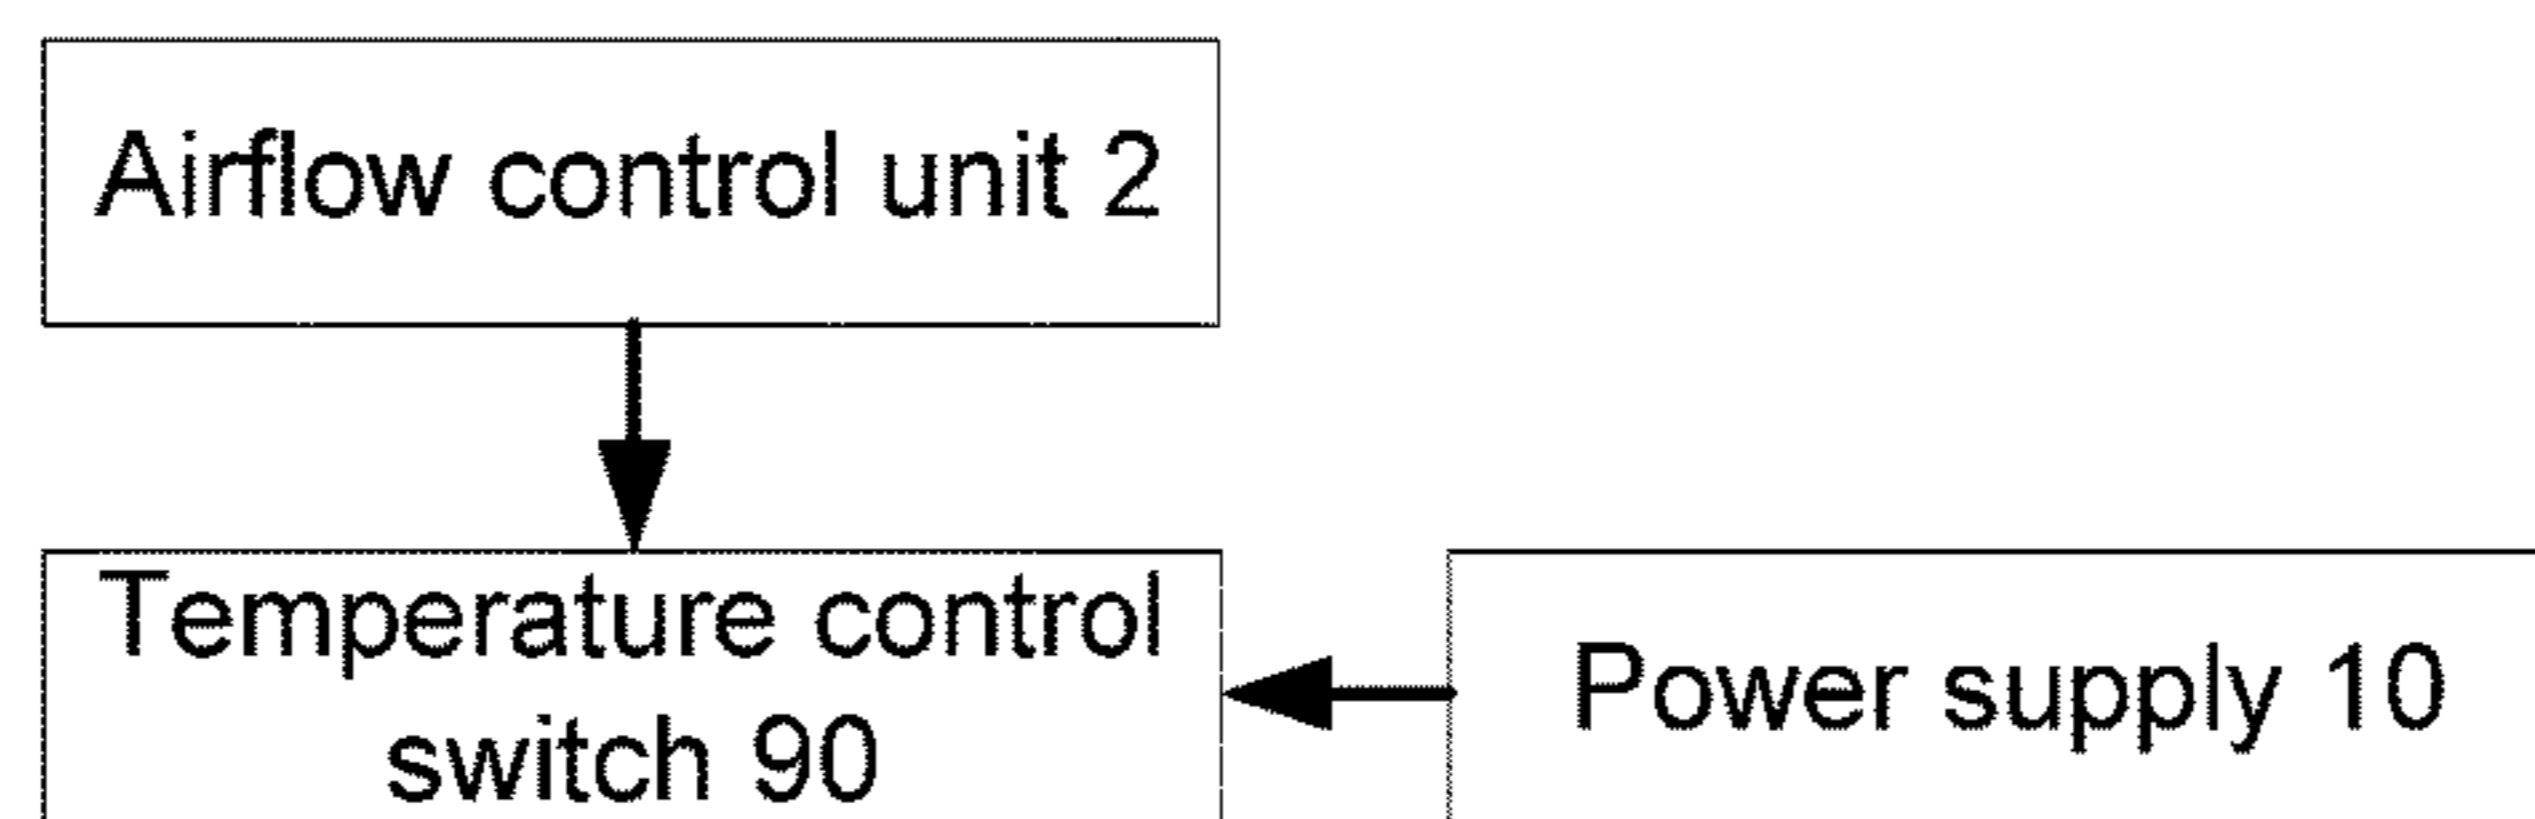 Airflow control unit 2
Temperature control
switch 90
Power supply 10